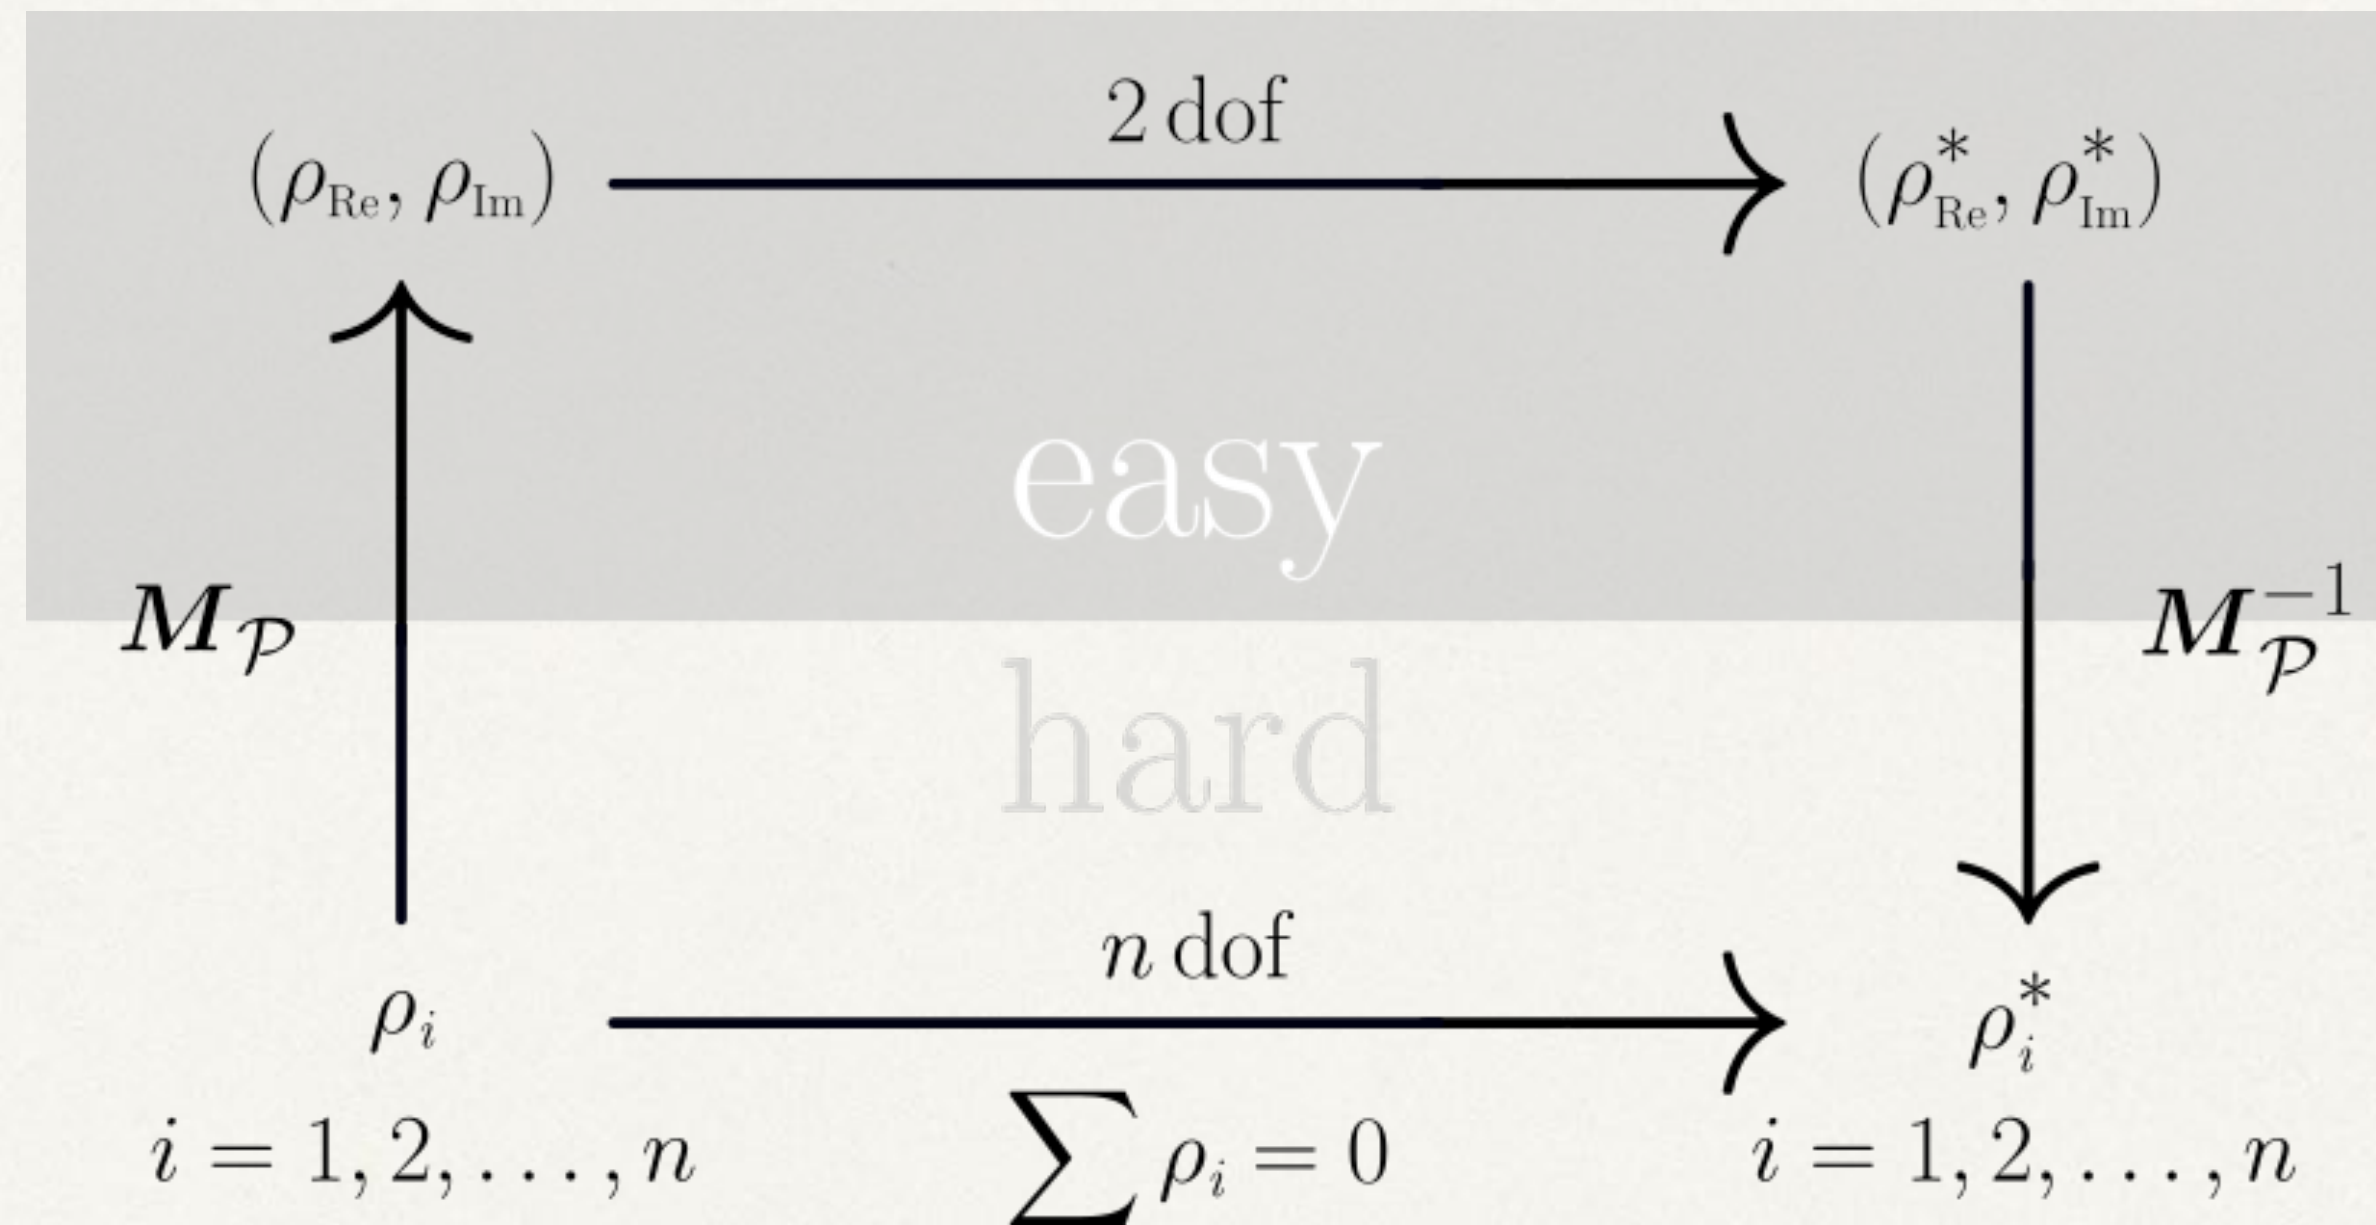 2 dof
(ρ_Re, ρ_Im) (ρ*_Re, ρ*_Im)
easy
M_𝒫 M_𝒫^−1
hard
n dof
ρ_i ρ_i^*
i = 1, 2, . . . , n ∑ ρ_i = 0 i = 1, 2, . . . , n